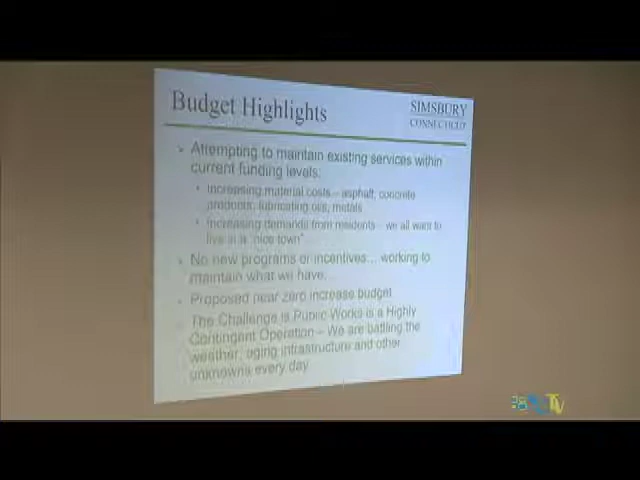 Budget Highlights
SIMSBURY
CONNECTICUT
Attempting to maintain existing services within
current funding levels:
Increasing material costs – asphalt, concrete
products, lubricating oils, metals
Increasing demands from residents – we all want to
live in a "nice town"
No new programs or incentives… working to
maintain what we have…
Proposed near zero increase budget
The Challenge is Public Works is a Highly
Contingent Operation – We are battling the
weather, aging infrastructure and other
unknowns every day
TV